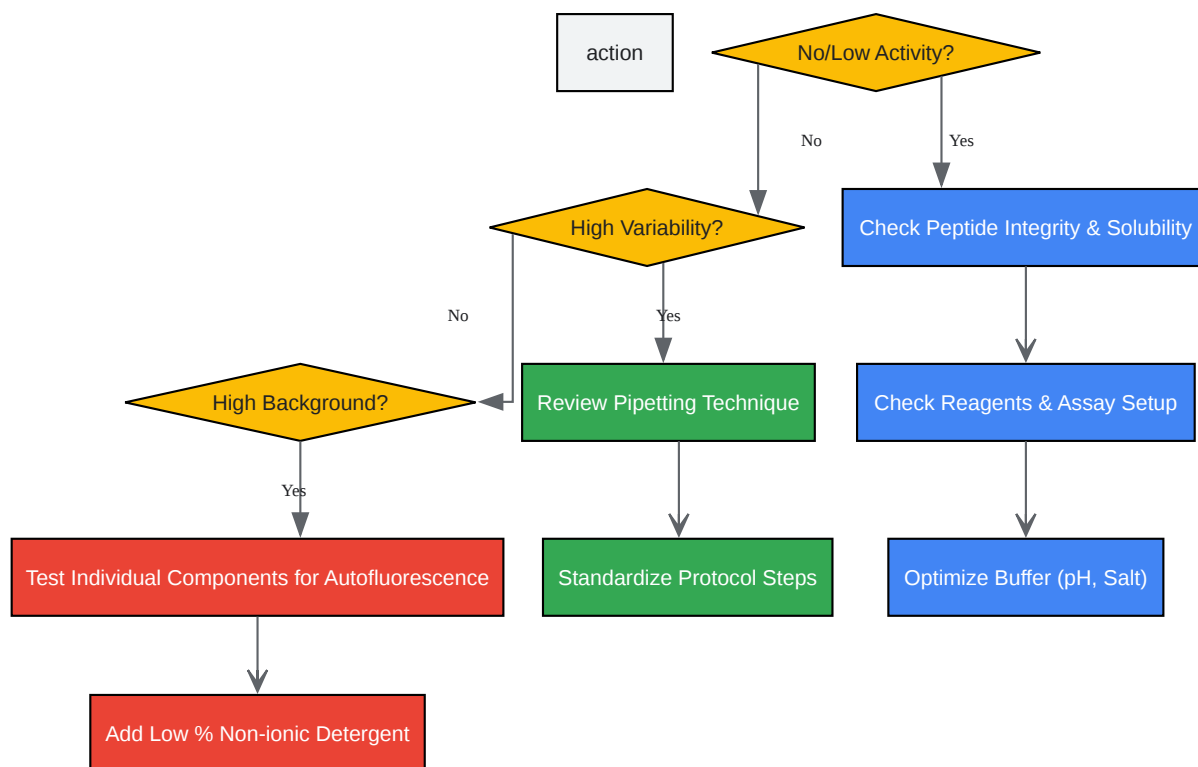 action
No/Low Activity?
No
Yes
High Variability?
Check Peptide Integrity & Solubility
No
Yes
High Background?
Review Pipetting Technique
Check Reagents & Assay Setup
Yes
Test Individual Components for Autofluorescence
Standardize Protocol Steps
Optimize Buffer (pH, Salt)
Add Low % Non-ionic Detergent